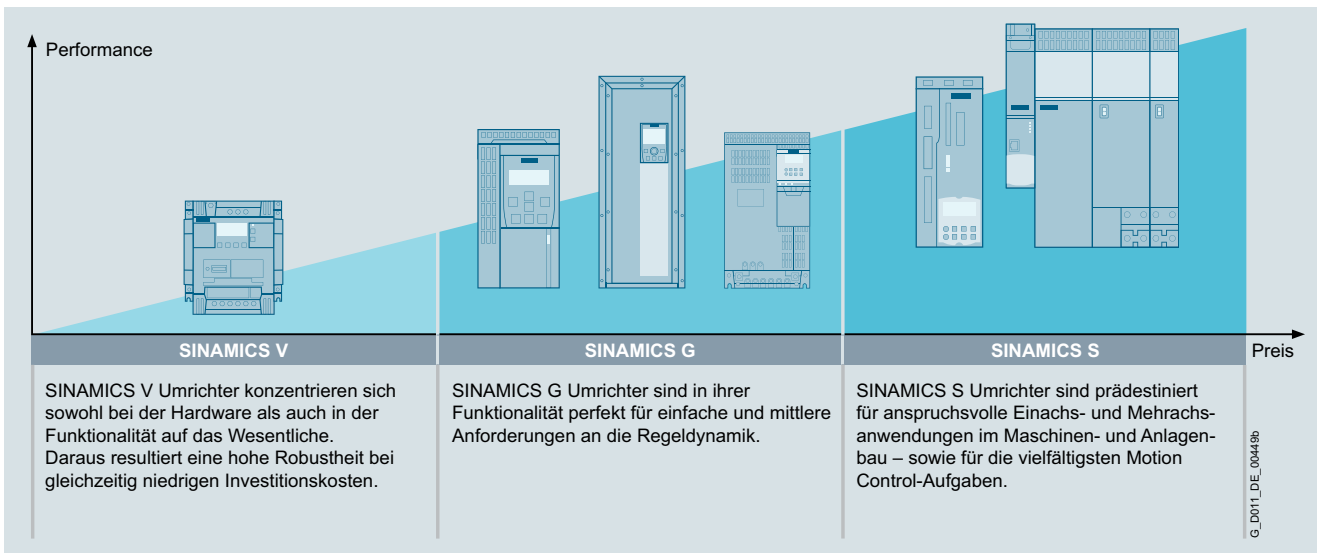 Performance
SINAMICS V
SINAMICS G
SINAMICS S
Preis
SINAMICS V Umrichter konzentrieren sich
sowohl bei der Hardware als auch in der
Funktionalität auf das Wesentliche.
Daraus resultiert eine hohe Robustheit bei
gleichzeitig niedrigen Investitionskosten.
SINAMICS G Umrichter sind in ihrer
Funktionalität perfekt für einfache und mittlere
Anforderungen an die Regeldynamik.
SINAMICS S Umrichter sind prädestiniert
für anspruchsvolle Einachs- und Mehrachs-
anwendungen im Maschinen- und Anlagen-
bau – sowie für die vielfältigsten Motion
Control-Aufgaben.
G_D011_DE_00449b